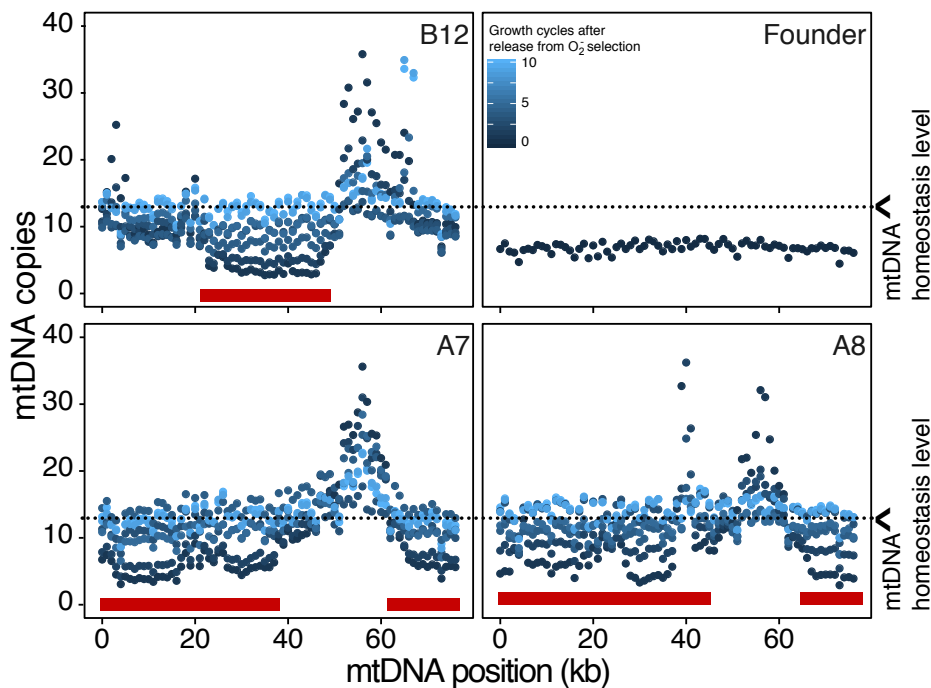 B12
Founder
Growth cycles after
release from O2- selection
10
5
0
40
30
20
10
0
A7
A8
40
30
20
10
0
0
20
40
60
0
20
40
60
mtDNA copies
mtDNA position (kb)
mtDNA
homeostasis level
<
mtDNA
homeostasis level
<